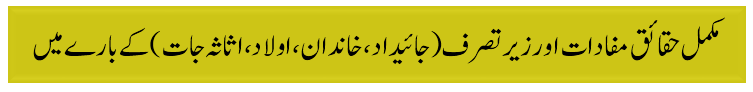 مکمل حقائق مفادات اور زیر تصرف (جائیداد، خاندان، اولاد، اثاثہ جات) کے بارے میں